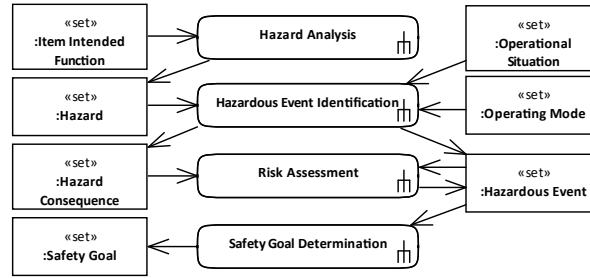 «set»
:Item Intended
Function
Hazard Analysis
«set»
:Operational
Situation
«set»
:Hazard
Hazardous Event Identification
«set»
:Operating Mode
«set»
:Hazard
Consequence
Risk Assessment
«set»
:Hazardous Event
«set»
:Safety Goal
Safety Goal Determination